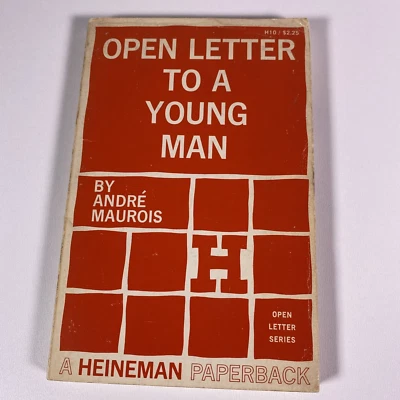 H10 / $2.25
OPEN LETTER
TO A
YOUNG
MAN
BY
ANDRÉ
MAUROIS
H
OPEN
LETTER
SERIES
A HEINEMAN PAPERBACK